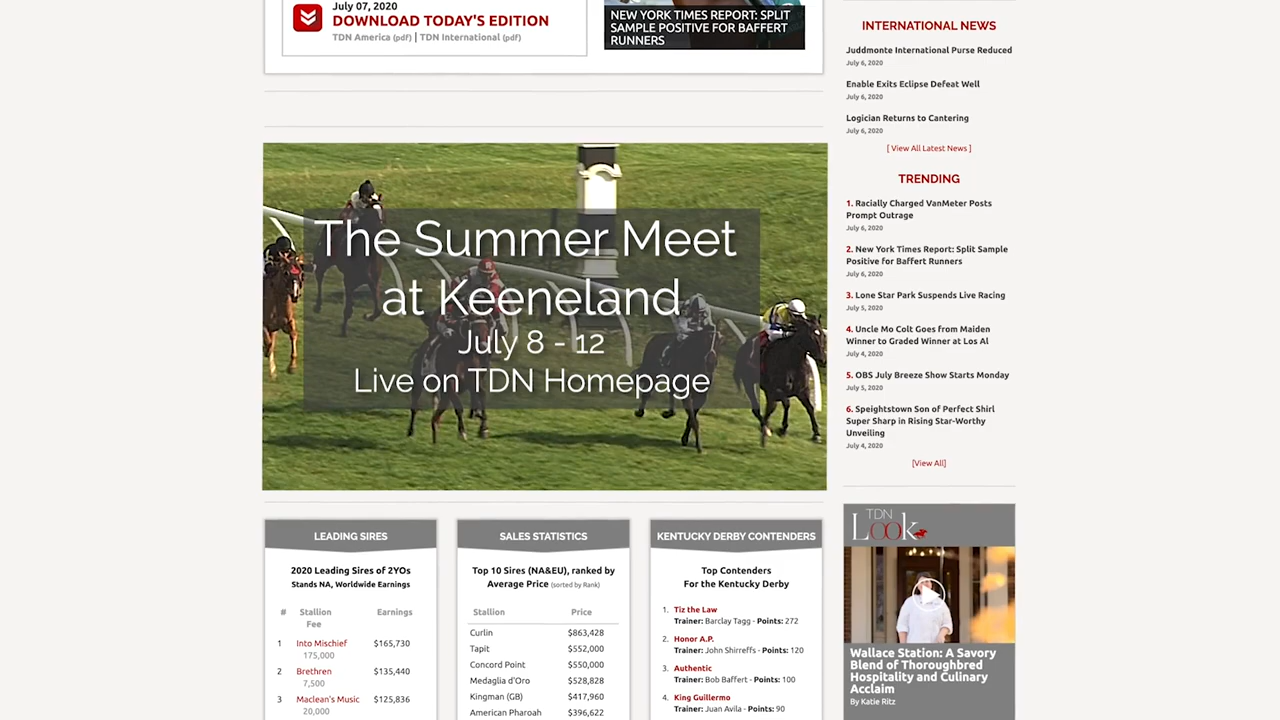 July 07, 2020
DOWNLOAD TODAY'S EDITION
TDN America (pdf) | TDN International (pdf)
NEW YORK TIMES REPORT: SPLIT
SAMPLE POSITIVE FOR BAFFERT
RUNNERS
The Summer Meet
at Keeneland
July 8 - 12
Live on TDN Homepage
LEADING SIRES
2020 Leading Sires of 2YOs
Stands NA, Worldwide Earnings
# Stallion Earnings
Fee
1 Into Mischief $165,730
175,000
2 Brethren $135,440
7,500
3 Maclean's Music $125,836
20,000
SALES STATISTICS
Top 10 Sires (NA&EU), ranked by
Average Price (sorted by Rank)
Stallion Price
Curlin $863,428
Tapit $552,000
Concord Point $550,000
Medaglia d'Oro $528,828
Kingman (GB) $417,960
American Pharoah $396,622
KENTUCKY DERBY CONTENDERS
Top Contenders
For the Kentucky Derby
1. Tiz the Law
Trainer: Barclay Tagg - Points: 272
2. Honor A.P.
Trainer: John Shirreffs - Points: 120
3. Authentic
Trainer: Bob Baffert - Points: 100
4. King Guillermo
Trainer: Juan Avila - Points: 90
INTERNATIONAL NEWS
Juddmonte International Purse Reduced
July 6, 2020
Enable Exits Eclipse Defeat Well
July 6, 2020
Logician Returns to Cantering
July 6, 2020
[ View All Latest News ]
TRENDING
1. Racially Charged VanMeter Posts
Prompt Outrage
July 6, 2020
2. New York Times Report: Split Sample
Positive for Baffert Runners
July 6, 2020
3. Lone Star Park Suspends Live Racing
July 5, 2020
4. Uncle Mo Colt Goes from Maiden
Winner to Graded Winner at Los Al
July 4, 2020
5. OBS July Breeze Show Starts Monday
July 5, 2020
6. Speightstown Son of Perfect Shirl
Super Sharp in Rising Star-Worthy
Unveiling
July 4, 2020
[View All]
TDN
Look
Wallace Station: A Savory
Blend of Thoroughbred
Hospitality and Culinary
Acclaim
By Katie Ritz